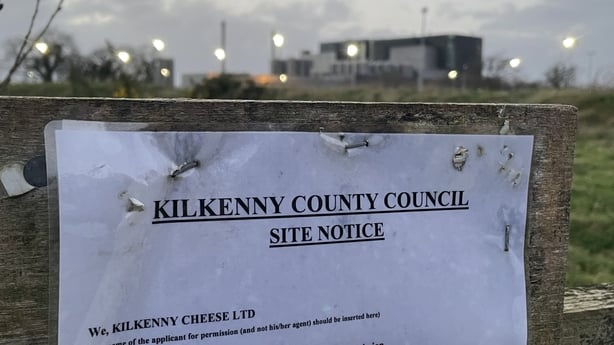 KILKENNY COUNTY COUNCIL
SITE NOTICE
We, KILKENNY CHEESE LTD
me of the applicant for permission (and not his/her agent) should be inserted here)